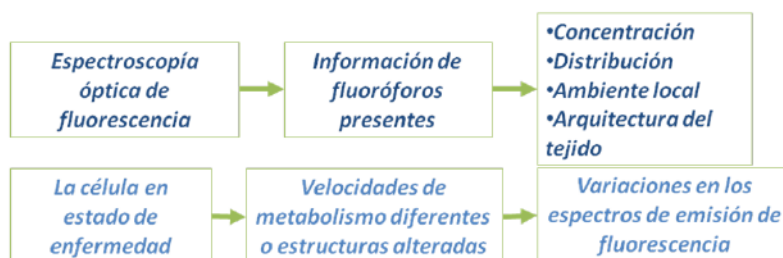 Espectroscopía
óptica de
fluorescencia
Información de
fluoróforos
presentes
•Concentración
•Distribución
•Ambiente local
•Arquitectura del
tejido
La célula en
estado de
enfermedad
Velocidades de
metabolismo diferentes
o estructuras alteradas
Variaciones en los
espectros de emisión de
fluorescencia